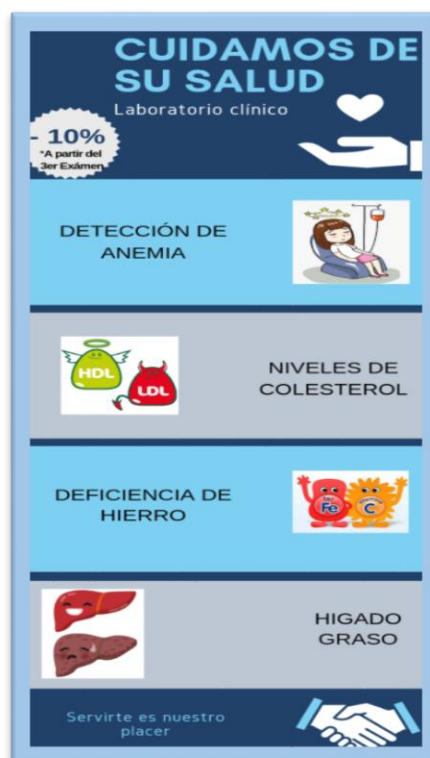 CUIDAMOS DE
SU SALUD
Laboratorio clínico
- 10%
*A partir del
3er Exámen
DETECCIÓN DE
ANEMIA
HDL
LDL
NIVELES DE
COLESTEROL
DEFICIENCIA DE
HIERRO
Fe
C
HIGADO
GRASO
Servirte es nuestro
placer